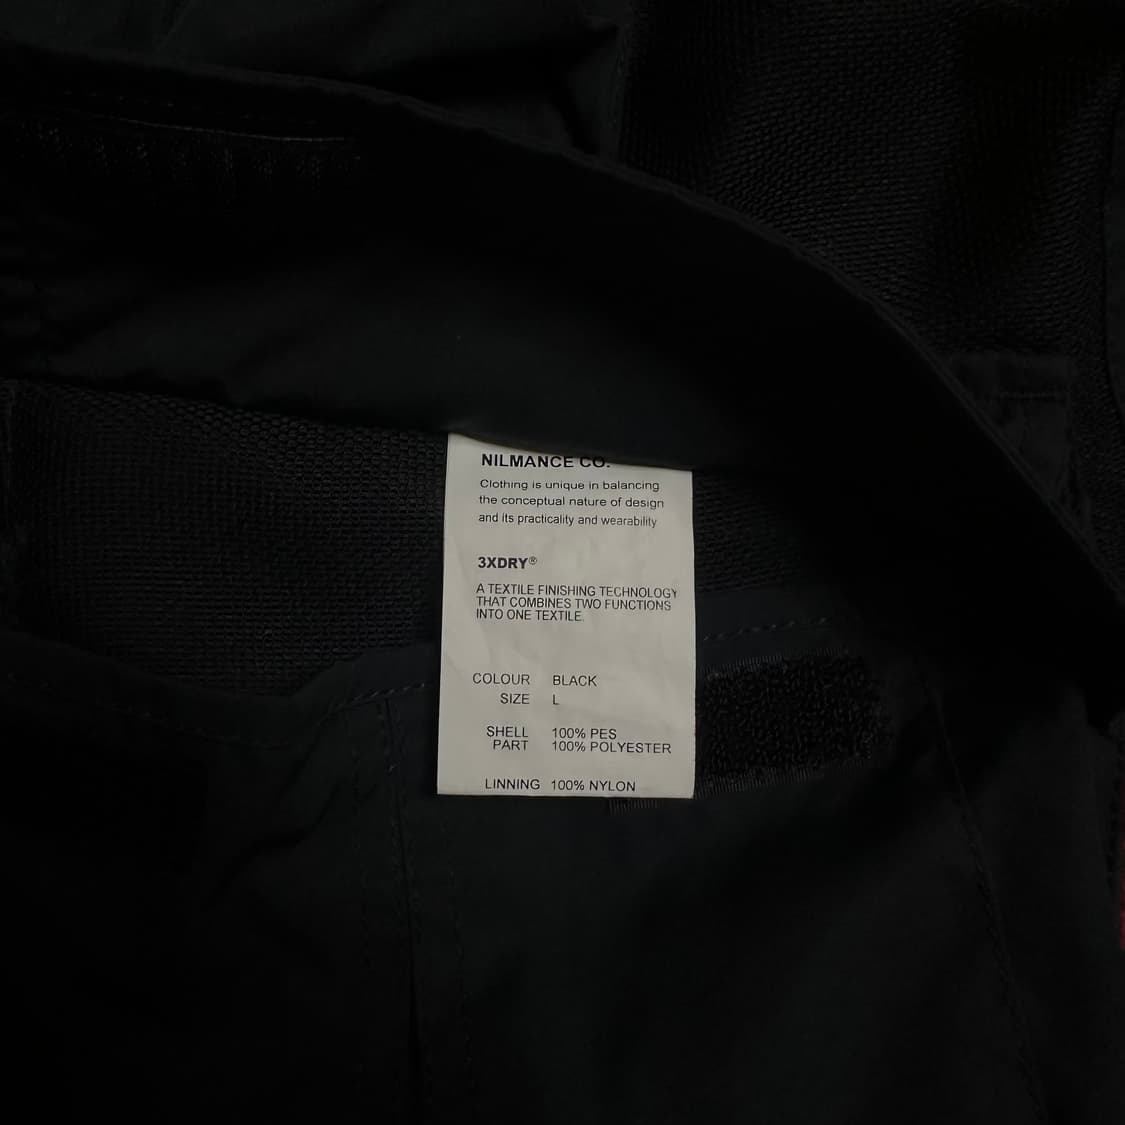 NILMANCE CO.
Clothing is unique in balancing
the conceptual nature of design
and its practicality and wearability
3XDRY®
A TEXTILE FINISHING TECHNOLOGY
THAT COMBINES TWO FUNCTIONS
INTO ONE TEXTILE.
COLOUR BLACK
SIZE L
SHELL 100% PES
PART 100% POLYESTER
LINNING 100% NYLON